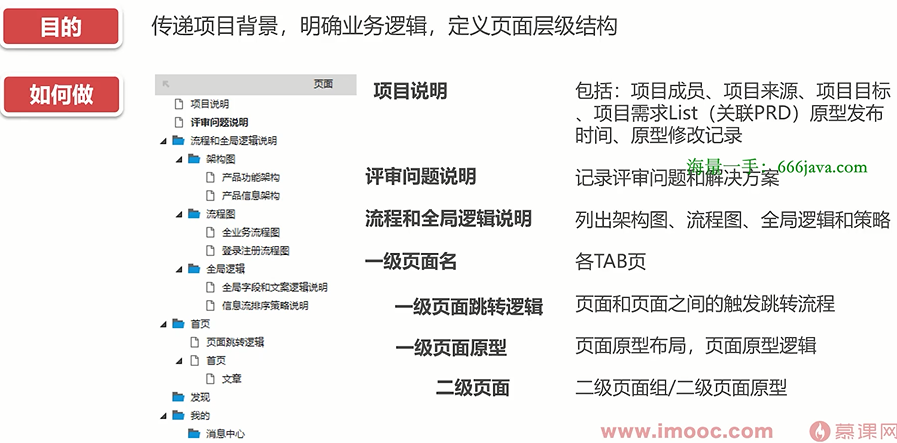 目的
传递项目背景，明确业务逻辑，定义页面层级结构
如何做
页面
项目说明
评审问题说明
流程和全局逻辑说明
架构图
产品功能架构
产品信息架构
流程图
全业务流程图
登录注册流程图
全局逻辑
全局字段和文案逻辑说明
信息流排序策略说明
首页
页面跳转逻辑
首页
文章
发现
我的
消息中心
项目说明
包括：项目成员、项目来源、项目目标
、项目需求List（关联PRD）原型发布
时间、原型修改记录
海量一手：666java.com
评审问题说明
记录评审问题和解决方案
流程和全局逻辑说明
列出架构图、流程图、全局逻辑和策略
一级页面名
各TAB页
一级页面跳转逻辑
页面和页面之间的触发跳转流程
一级页面原型
页面原型布局，页面原型逻辑
二级页面
二级页面组/二级页面原型
www.imooc.com
慕课网